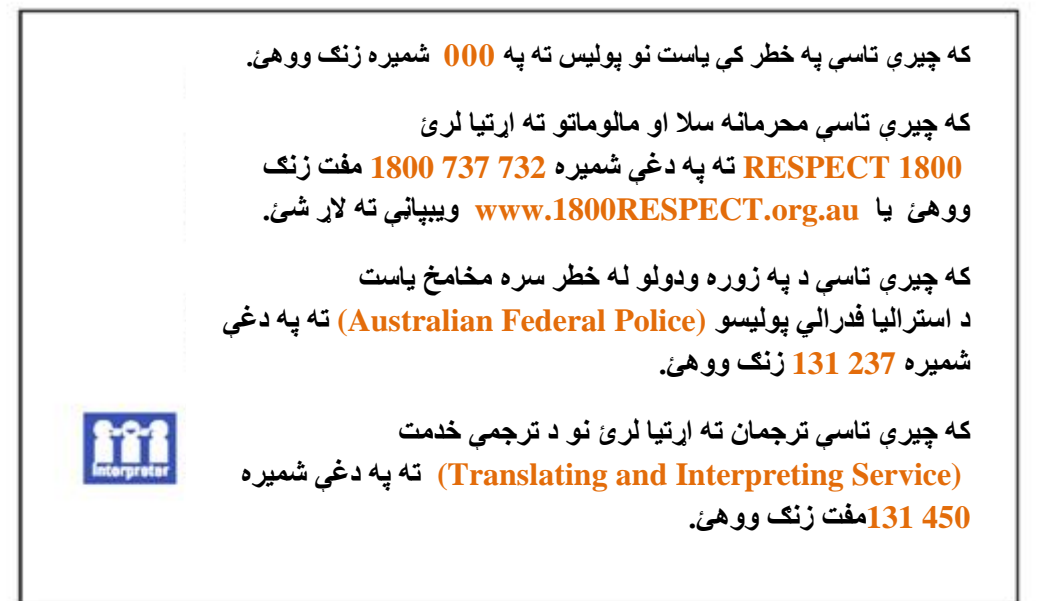 که چیرې تاسې په خطر کې یاست نو پولیس ته په 000 شمیره زنګ ووهئ.
که چیرې تاسې محرمانه سلا او مالوماتو ته اړتیا لرئ
1800 RESPECT ته په دغې شمیره 1800 737 732 مفت زنګ
ووهئ یا www.1800RESPECT.org.au ویبپاڼې ته لاړ شئ.
که چیرې تاسې د په زوره ودولو له خطر سره مخامخ یاست
د استرالیا فدرالي پولیسو (Australian Federal Police) ته په دغې
شمیره 131 237 زنګ ووهئ.
که چیرې تاسې ترجمان ته اړتیا لرئ نو د ترجمې خدمت
(Translating and Interpreting Service) ته په دغې شمیره
131 450مفت زنګ ووهئ.
Interpreter